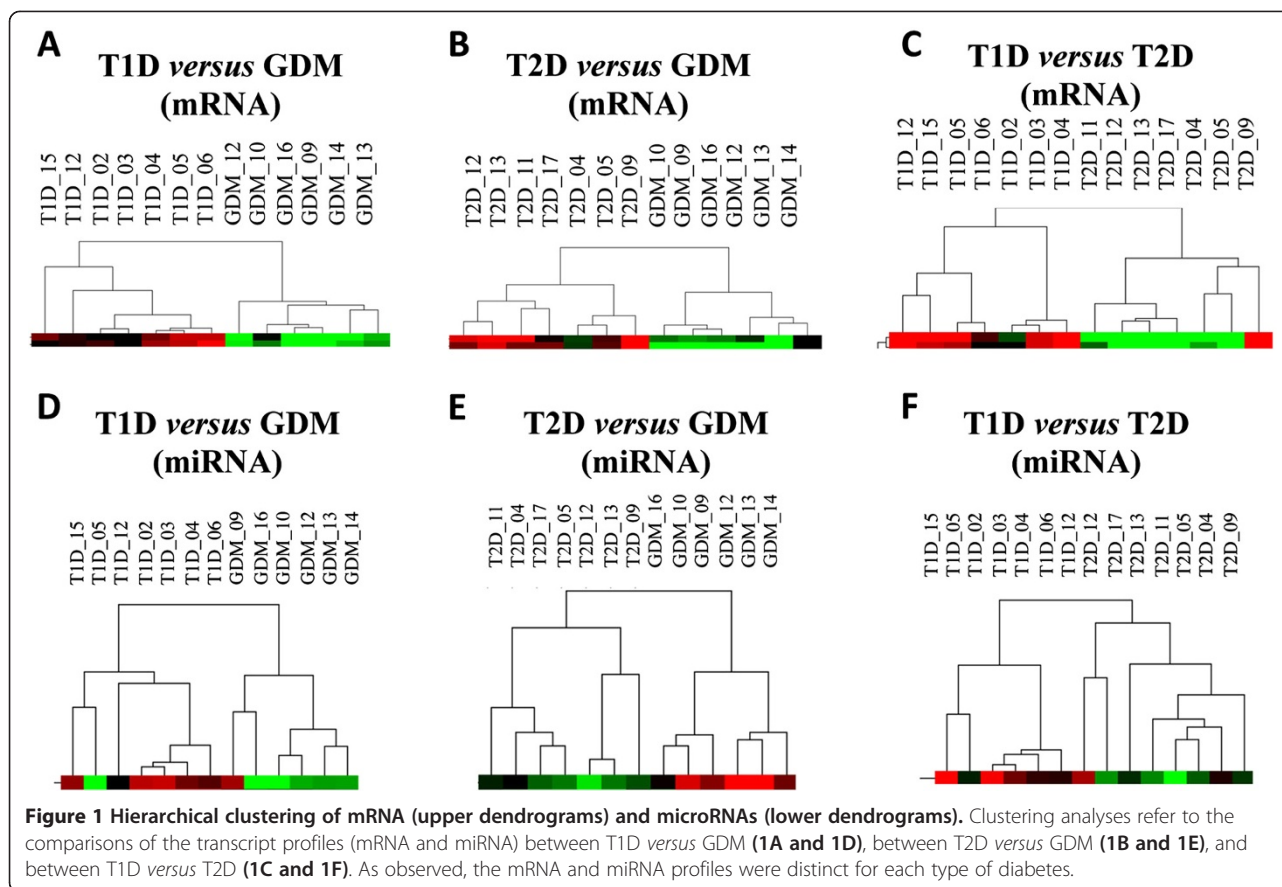 A
T1D versus GDM
(mRNA)
T1D_15
T1D_12
T1D_02
T1D_03
T1D_04
T1D_05
T1D_06
GDM_12
GDM_10
GDM_16
GDM_09
GDM_14
GDM_13
B
T2D versus GDM
(mRNA)
T2D_12
T2D_13
T2D_11
T2D_17
T2D_04
T2D_05
T2D_09
GDM_10
GDM_09
GDM_16
GDM_12
GDM_13
GDM_14
C
T1D versus T2D
(mRNA)
T1D_12
T1D_15
T1D_05
T1D_06
T1D_02
T1D_03
T1D_04
T2D_11
T2D_12
T2D_13
T2D_17
T2D_04
T2D_05
T2D_09
D
T1D versus GDM
(miRNA)
T1D_15
T1D_05
T1D_12
T1D_02
T1D_03
T1D_04
T1D_06
GDM_09
GDM_16
GDM_10
GDM_12
GDM_13
GDM_14
E
T2D versus GDM
(miRNA)
T2D_11
T2D_04
T2D_17
T2D_05
T2D_12
T2D_13
T2D_09
GDM_16
GDM_10
GDM_09
GDM_12
GDM_13
GDM_14
F
T1D versus T2D
(miRNA)
T1D_15
T1D_05
T1D_02
T1D_03
T1D_04
T1D_06
T1D_12
T2D_12
T2D_17
T2D_13
T2D_11
T2D_05
T2D_04
T2D_09
Figure 1 Hierarchical clustering of mRNA (upper dendrograms) and microRNAs (lower dendrograms). Clustering analyses refer to the
comparisons of the transcript profiles (mRNA and miRNA) between T1D versus GDM (1A and 1D), between T2D versus GDM (1B and 1E), and
between T1D versus T2D (1C and 1F). As observed, the mRNA and miRNA profiles were distinct for each type of diabetes.